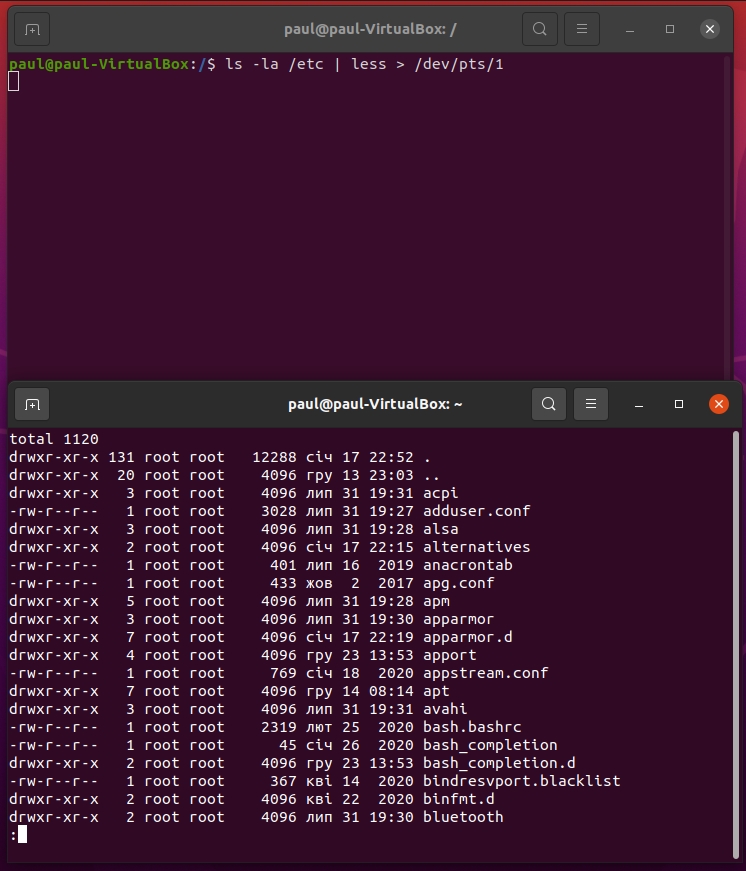 paul@paul-VirtualBox: /
paul@paul-VirtualBox:/$ ls -la /etc | less > /dev/pts/1
paul@paul-VirtualBox: ~
total 1120
drwxr-xr-x 131 root root   12288 січ 17 22:52 .
drwxr-xr-x  20 root root    4096 гру 13 23:03 ..
drwxr-xr-x   3 root root    4096 лип 31 19:31 acpi
-rw-r--r--   1 root root    3028 лип 31 19:27 adduser.conf
drwxr-xr-x   3 root root    4096 лип 31 19:28 alsa
drwxr-xr-x   2 root root    4096 січ 17 22:15 alternatives
-rw-r--r--   1 root root     401 лип 16  2019 anacrontab
-rw-r--r--   1 root root     433 жов  2  2017 apg.conf
drwxr-xr-x   5 root root    4096 лип 31 19:28 apm
drwxr-xr-x   3 root root    4096 лип 31 19:30 apparmor
drwxr-xr-x   7 root root    4096 січ 17 22:19 apparmor.d
drwxr-xr-x   4 root root    4096 гру 23 13:53 apport
-rw-r--r--   1 root root     769 січ 18  2020 appstream.conf
drwxr-xr-x   7 root root    4096 гру 14 08:14 apt
drwxr-xr-x   3 root root    4096 лип 31 19:31 avahi
-rw-r--r--   1 root root    2319 лют 25  2020 bash.bashrc
-rw-r--r--   1 root root      45 січ 26  2020 bash_completion
drwxr-xr-x   2 root root    4096 гру 23 13:53 bash_completion.d
-rw-r--r--   1 root root     367 кві 14  2020 bindresvport.blacklist
drwxr-xr-x   2 root root    4096 кві 22  2020 binfmt.d
drwxr-xr-x   2 root root    4096 лип 31 19:30 bluetooth
: